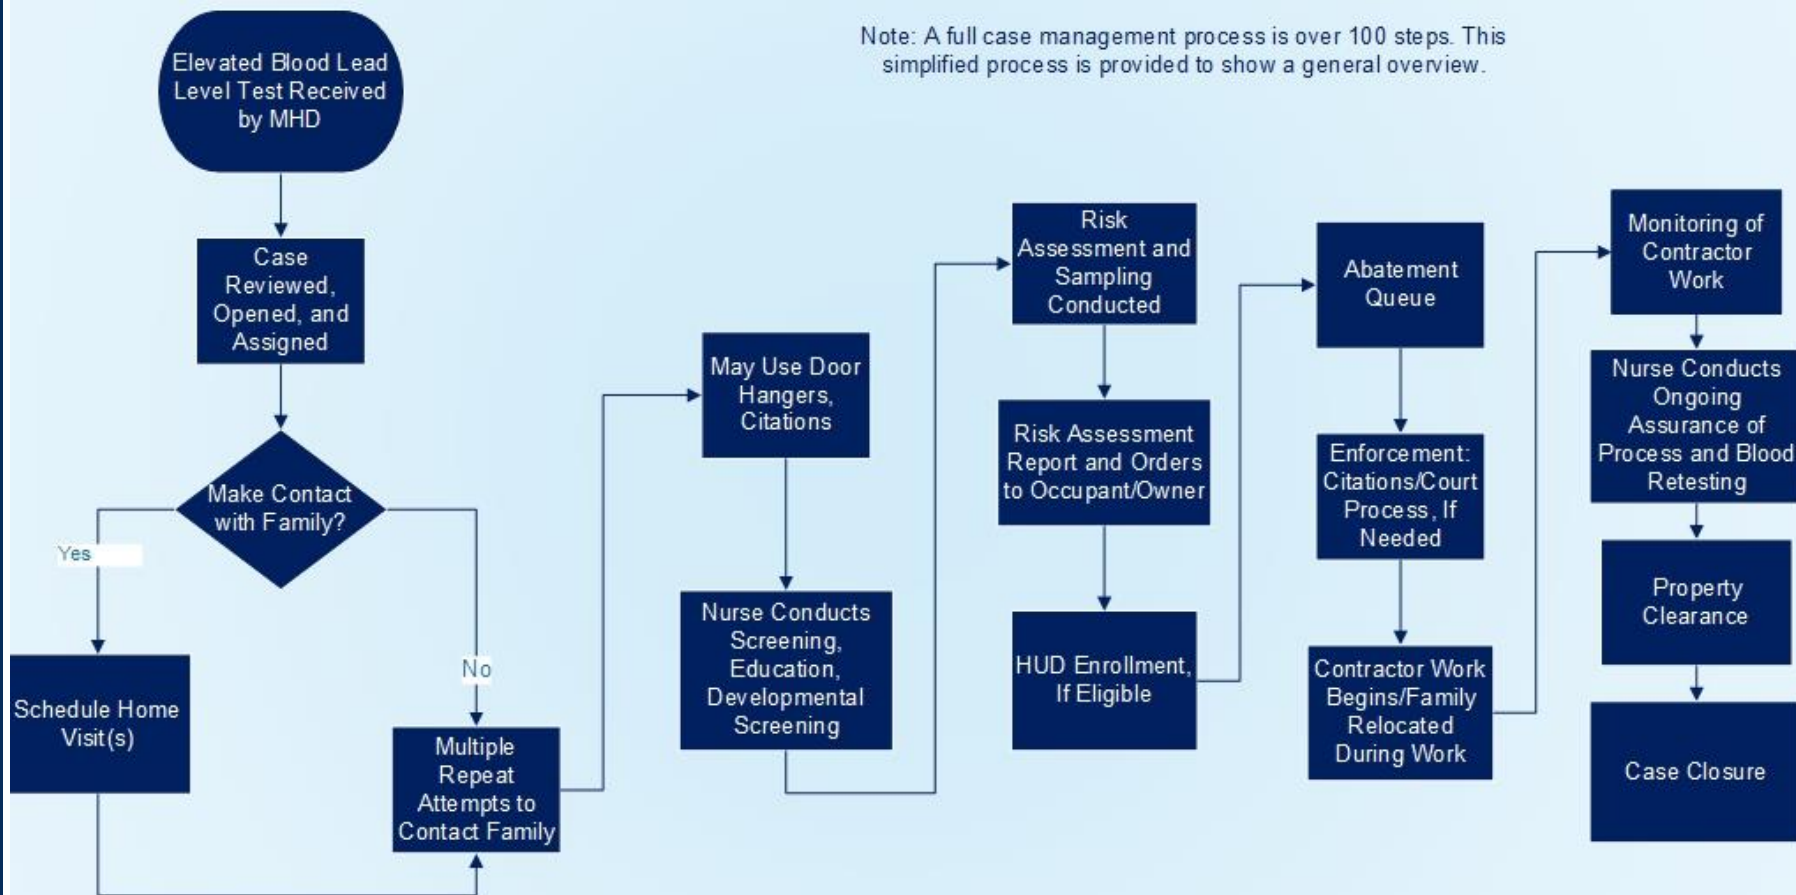 Note: A full case management process is over 100 steps. This
simplified process is provided to show a general overview.
Elevated Blood Lead
Level Test Received
by MHD
Case
Reviewed,
Opened, and
Assigned
Make Contact
with Family?
Yes
No
Schedule Home
Visit(s)
Multiple
Repeat
Attempts to
Contact Family
May Use Door
Hangers,
Citations
Nurse Conducts
Screening,
Education,
Developmental
Screening
Risk
Assessment and
Sampling
Conducted
Risk Assessment
Report and Orders
to Occupant/Owner
HUD Enrollment,
If Eligible
Abatement
Queue
Enforcement:
Citations/Court
Process, If
Needed
Contractor Work
Begins/Family
Relocated
During Work
Monitoring of
Contractor
Work
Nurse Conducts
Ongoing
Assurance of
Process and Blood
Retesting
Property
Clearance
Case Closure